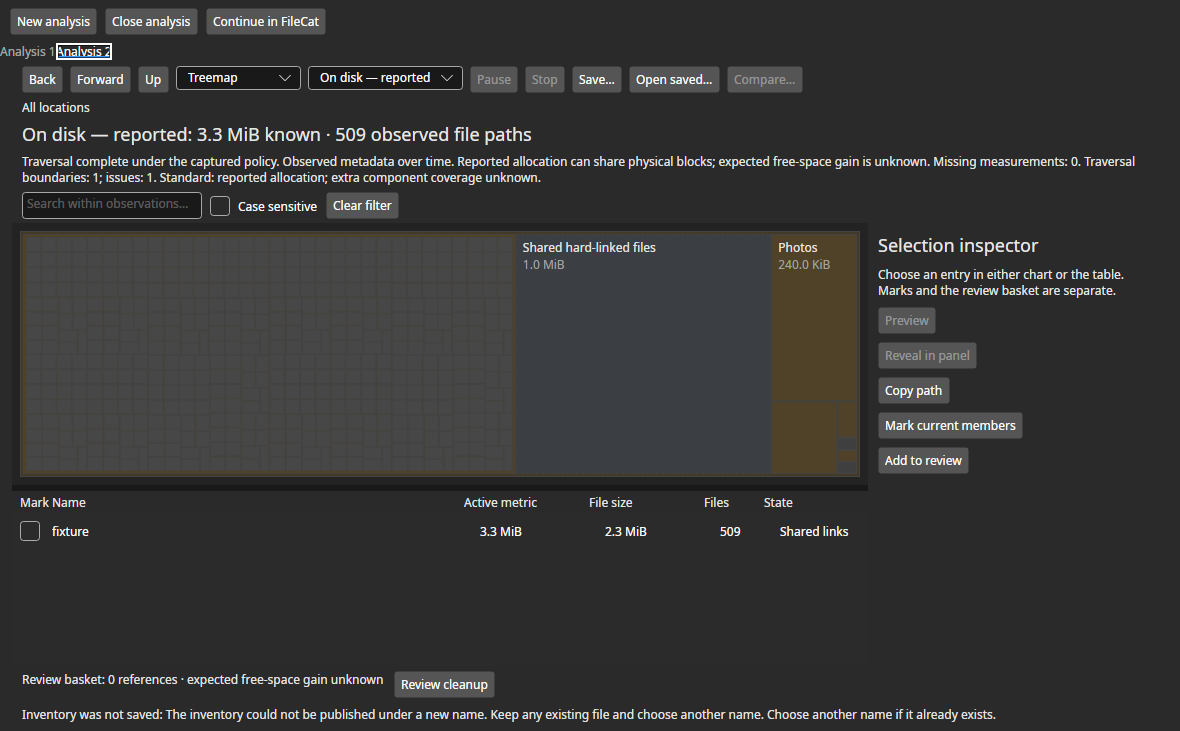 New analysis Close analysis Continue in FileCat
Analysis 1 Analysis 2
Back Forward Up Treemap On disk — reported Pause Stop Save... Open saved... Compare...
All locations
On disk — reported: 3.3 MiB known · 509 observed file paths
Traversal complete under the captured policy. Observed metadata over time. Reported allocation can share physical blocks; expected free-space gain is unknown. Missing measurements: 0. Traversal
boundaries: 1; issues: 1. Standard: reported allocation; extra component coverage unknown.
Search within observations... Case sensitive Clear filter
Shared hard-linked files
1.0 MiB
Photos
240.0 KiB
Selection inspector
Choose an entry in either chart or the table.
Marks and the review basket are separate.
Preview
Reveal in panel
Copy path
Mark current members
Add to review
Mark Name Active metric File size Files State
fixture 3.3 MiB 2.3 MiB 509 Shared links
Review basket: 0 references · expected free-space gain unknown Review cleanup
Inventory was not saved: The inventory could not be published under a new name. Keep any existing file and choose another name. Choose another name if it already exists.